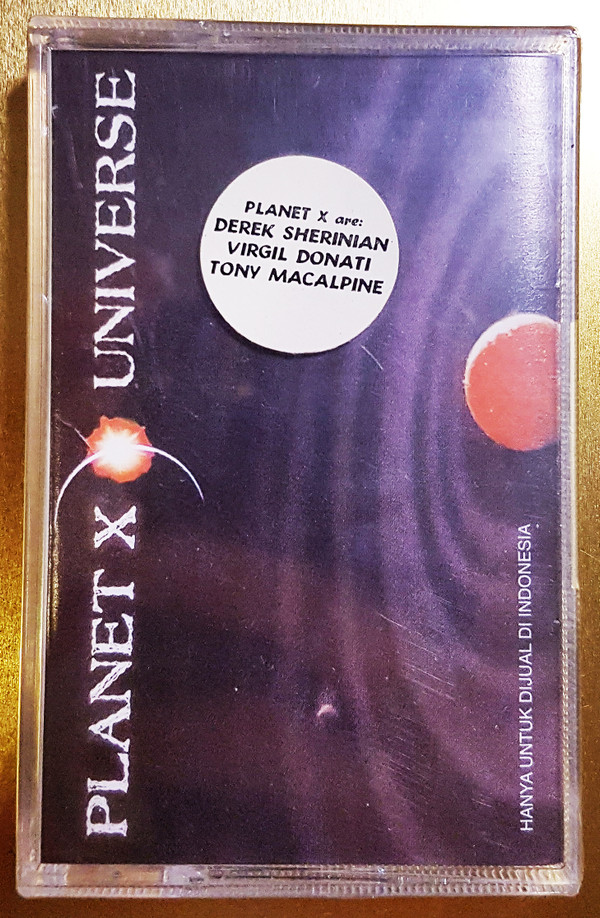 PLANET X UNIVERSE
PLANET X are:
DEREK SHERINIAN
VIRGIL DONATI
TONY MACALPINE
HANYA UNTUK DIJUAL DI INDONESIA